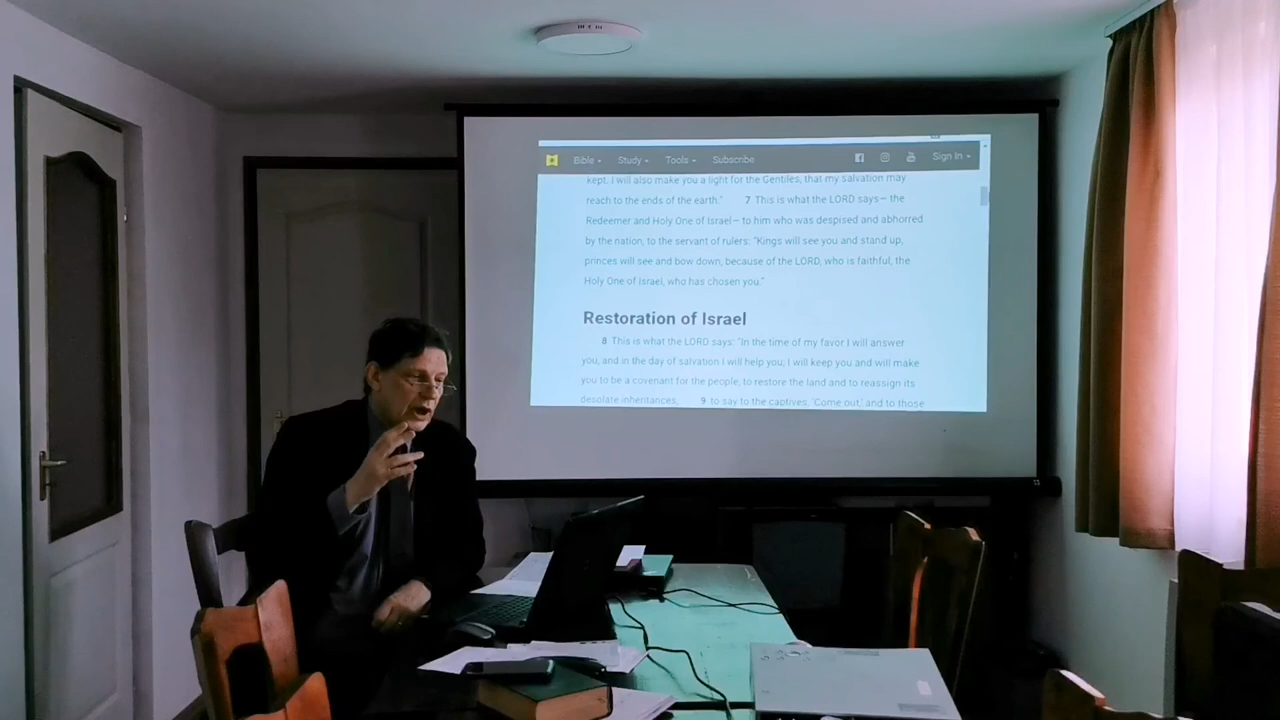 Bible Study Tools Subscribe Sign In
kept. I will also make you a light for the Gentiles, that my salvation may
reach to the ends of the earth.” 7 This is what the LORD says– the
Redeemer and Holy One of Israel– to him who was despised and abhorred
by the nation, to the servant of rulers: “Kings will see you and stand up,
princes will see and bow down, because of the LORD, who is faithful, the
Holy One of Israel, who has chosen you.”
Restoration of Israel
8 This is what the LORD says: “In the time of my favor I will answer
you, and in the day of salvation I will help you; I will keep you and will make
you to be a covenant for the people, to restore the land and to reassign its
desolate inheritances, 9 to say to the captives, ‘Come out,’ and to those